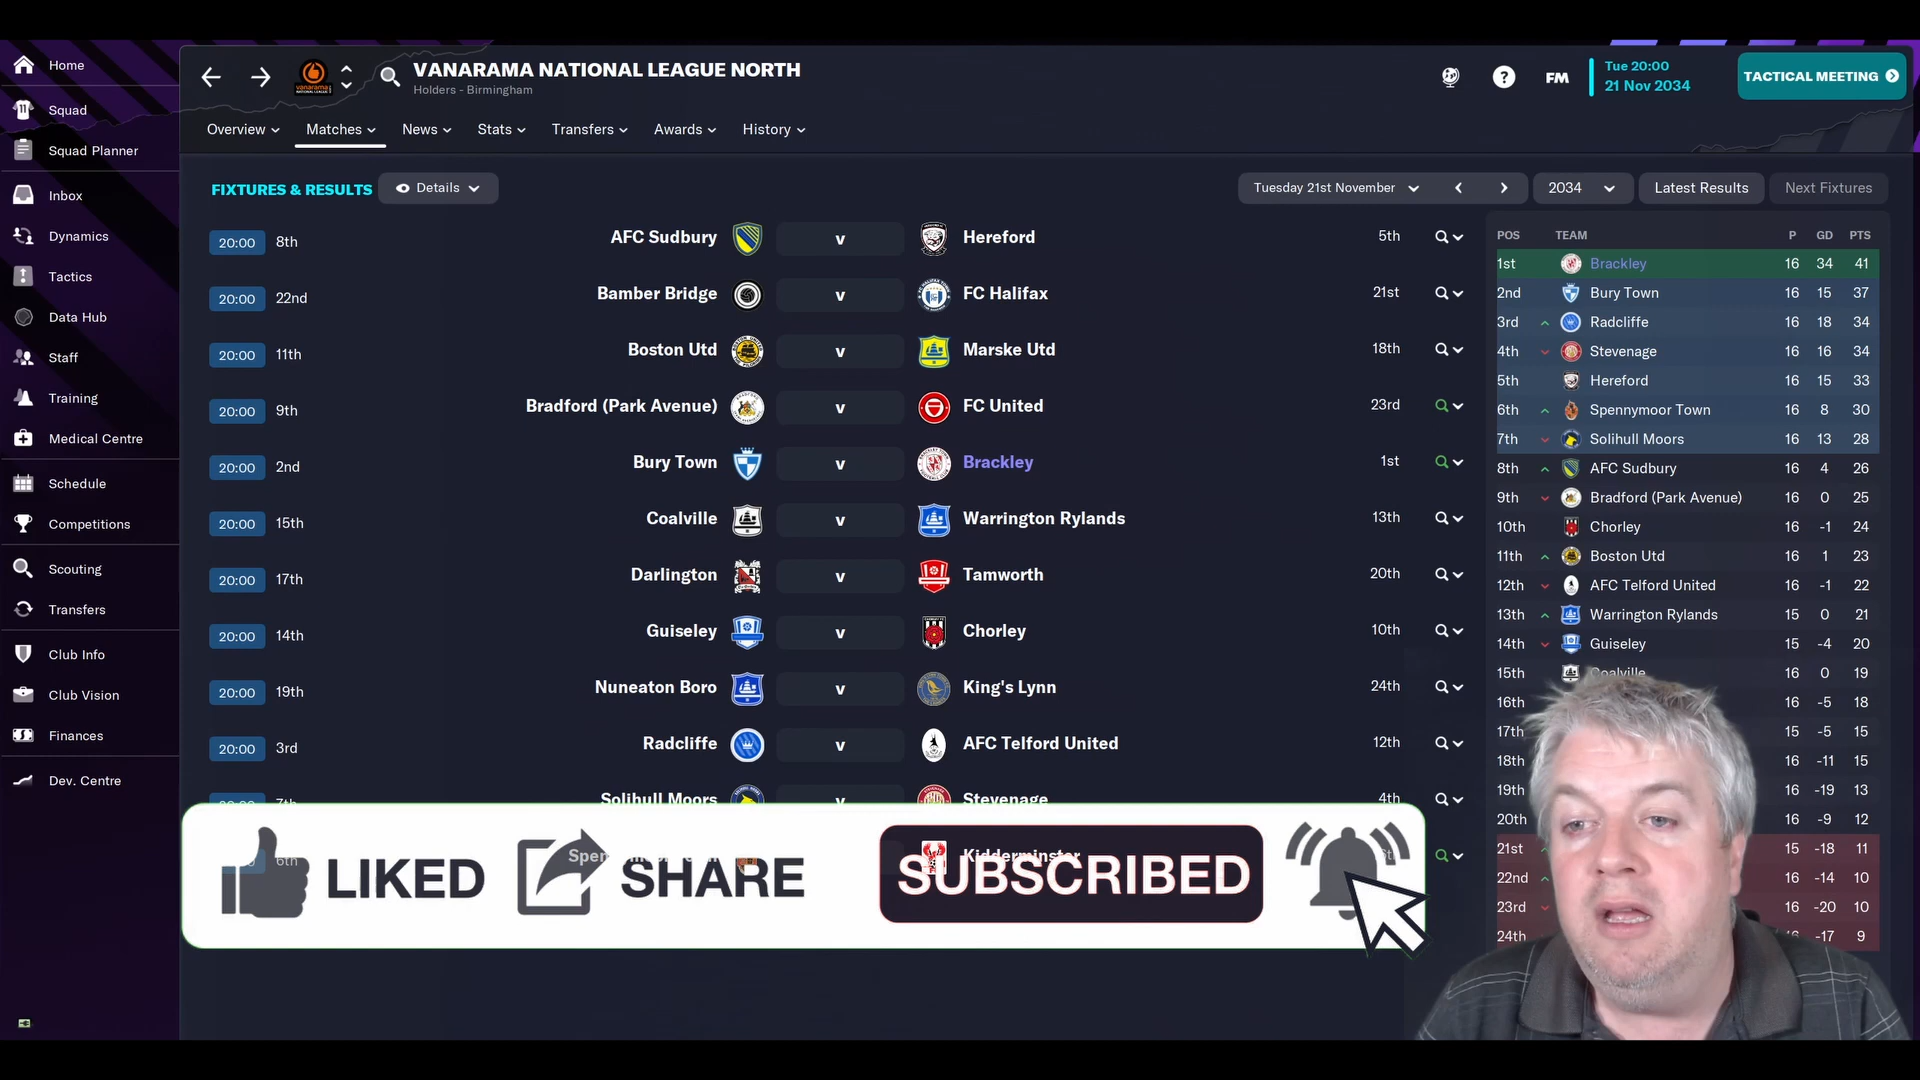 Home
Squad
Squad Planner
Inbox
Dynamics
Tactics
Data Hub
Staff
Training
Medical Centre
Schedule
Competitions
Scouting
Transfers
Club Info
Club Vision
Finances
Dev. Centre
VANARAMA NATIONAL LEAGUE NORTH
Holders - Birmingham
FM
Tue 20:00
21 Nov 2034
TACTICAL MEETING
Overview Matches News Stats Transfers Awards History
FIXTURES & RESULTS Details Tuesday 21st November 2034 Latest Results Next Fixtures
20:00 8th AFC Sudbury v Hereford 5th
20:00 22nd Bamber Bridge v FC Halifax 21st
20:00 11th Boston Utd v Marske Utd 18th
20:00 9th Bradford (Park Avenue) v FC United 23rd
20:00 2nd Bury Town v Brackley 1st
20:00 15th Coalville v Warrington Rylands 13th
20:00 17th Darlington v Tamworth 20th
20:00 14th Guiseley v Chorley 10th
20:00 19th Nuneaton Boro v King's Lynn 24th
20:00 3rd Radcliffe v AFC Telford United 12th
7th Solihull Moors v Stevenage 4th
6th Kidderminster
LIKED SHARE SUBSCRIBED
POS TEAM P GD PTS
1st Brackley 16 34 41
2nd Bury Town 16 15 37
3rd Radcliffe 16 18 34
4th Stevenage 16 16 34
5th Hereford 16 15 33
6th Spennymoor Town 16 8 30
7th Solihull Moors 16 13 28
8th AFC Sudbury 16 4 26
9th Bradford (Park Avenue) 16 0 25
10th Chorley 16 -1 24
11th Boston Utd 16 1 23
12th AFC Telford United 16 -1 22
13th Warrington Rylands 15 0 21
14th Guiseley 15 -4 20
15th Coalville 16 0 19
16th 16 -5 18
17th 15 -5 15
18th 16 -11 15
19th 16 -19 13
20th 16 -9 12
21st 15 -18 11
22nd 16 -14 10
23rd 16 -20 10
24th -17 9